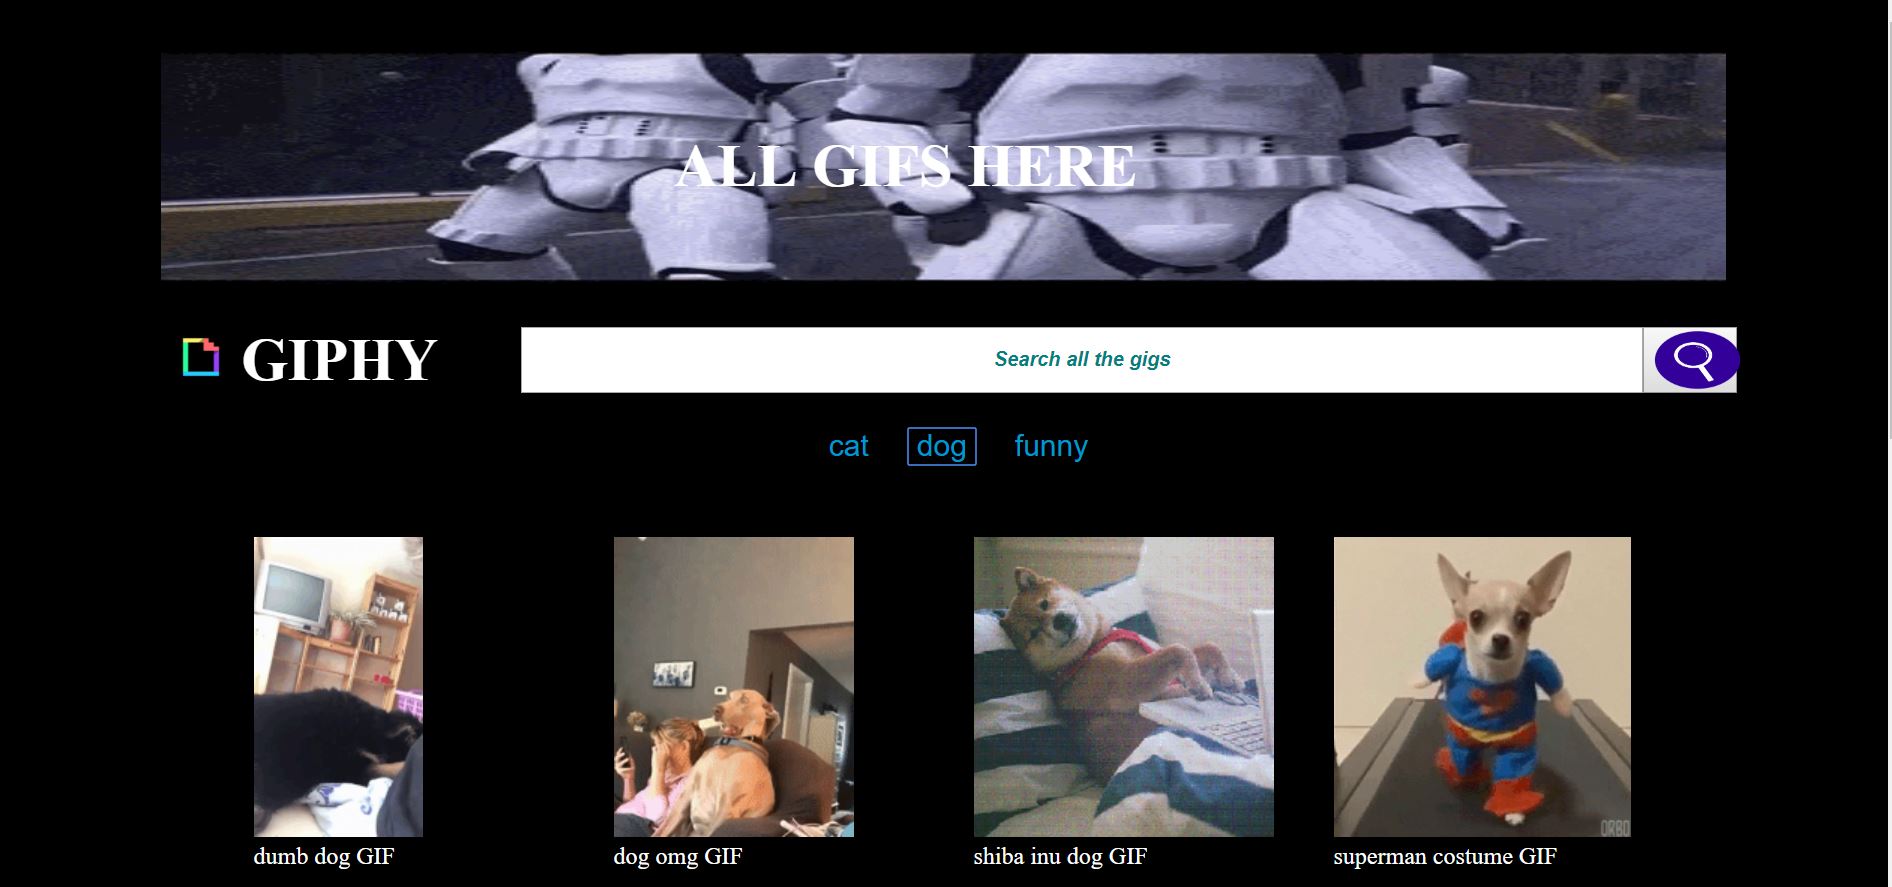 ALL GIFS HERE
GIPHY
Search all the gigs
cat dog funny
dumb dog GIF
dog omg GIF
shiba inu dog GIF
superman costume GIF
ORBO